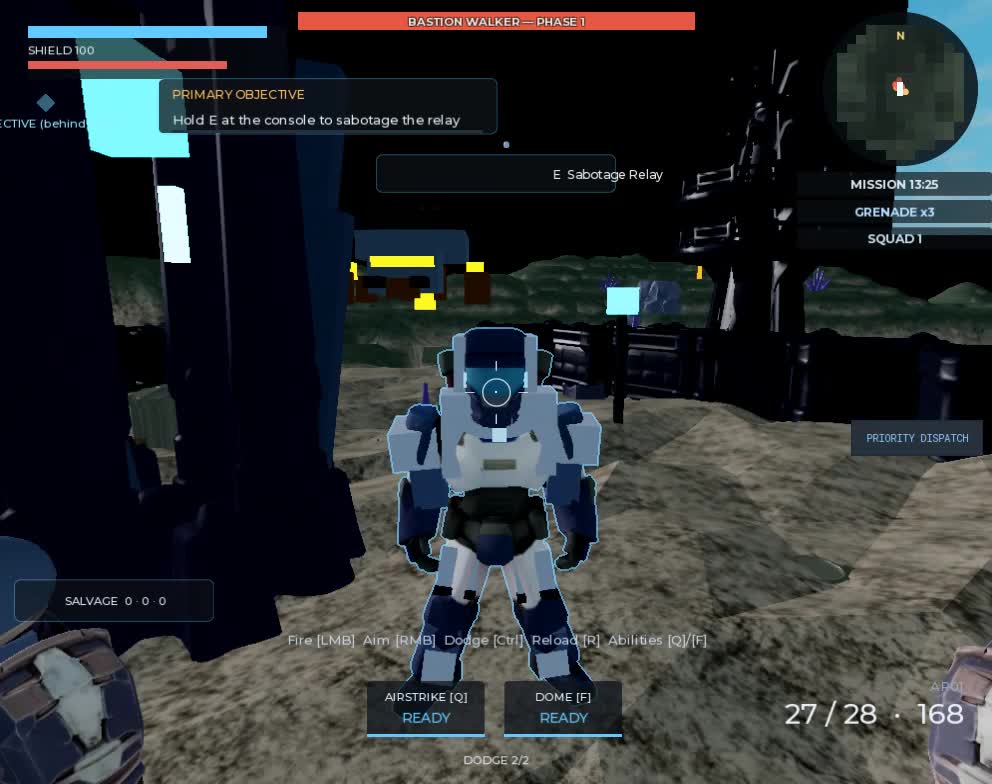 BASTION WALKER — PHASE 1
SHIELD 100
N
PRIMARY OBJECTIVE
Hold E at the console to sabotage the relay
ECTIVE (behind
E Sabotage Relay
MISSION 13:25
GRENADE x3
SQUAD 1
PRIORITY DISPATCH
SALVAGE 0 · 0 · 0
Fire [LMB] Aim [RMB] Dodge [Ctrl] Reload [R] Abilities [Q]/[F]
AIRSTRIKE [Q]
READY
DOME [F]
READY
27 / 28 · 168
DODGE 2/2